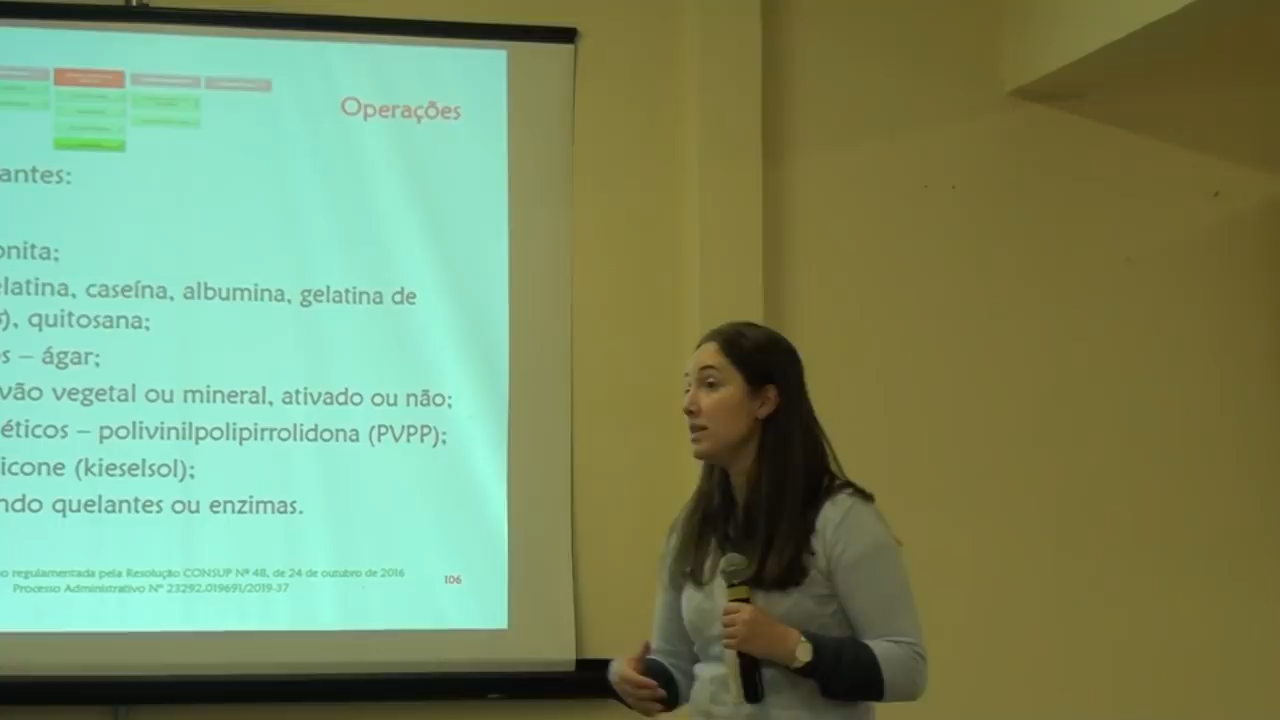 Operações
antes:
onita;
elatina, caseína, albumina, gelatina de
), quitosana;
s – ágar;
vão vegetal ou mineral, ativado ou não;
éticos – polivinilpolipirrolidona (PVPP);
icone (kieselsol);
ndo quelantes ou enzimas.
o regulamentada pela Resolução CONSUP Nº 48, de 24 de outubro de 2016
Processo Administrativo Nº 23292.019691/2019-37
106